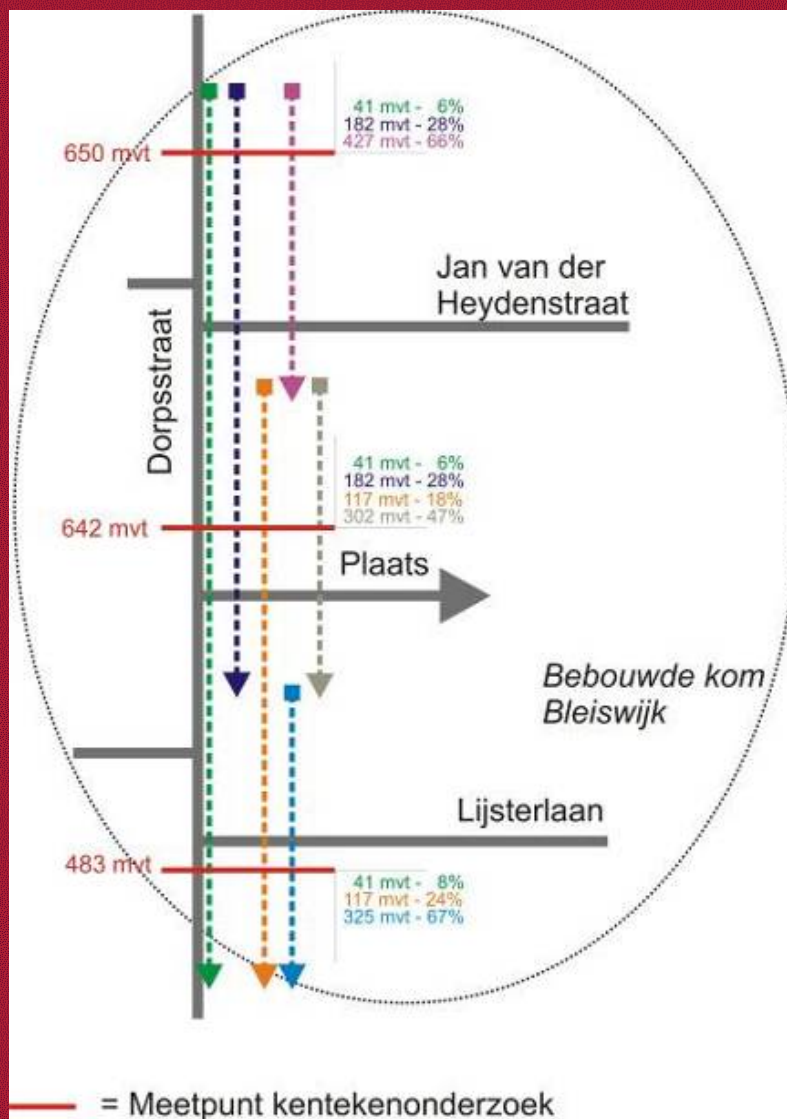 41 mvt - 6%
182 mvt - 28%
427 mvt - 66%
650 mvt
Jan van der
Heydenstraat
Dorpsstraat
41 mvt - 6%
182 mvt - 28%
117 mvt - 18%
302 mvt - 47%
642 mvt
Plaats
Bebouwde kom
Bleiswijk
Lijsterlaan
483 mvt
41 mvt - 8%
117 mvt - 24%
325 mvt - 67%
= Meetpunt kentekenonderzoek